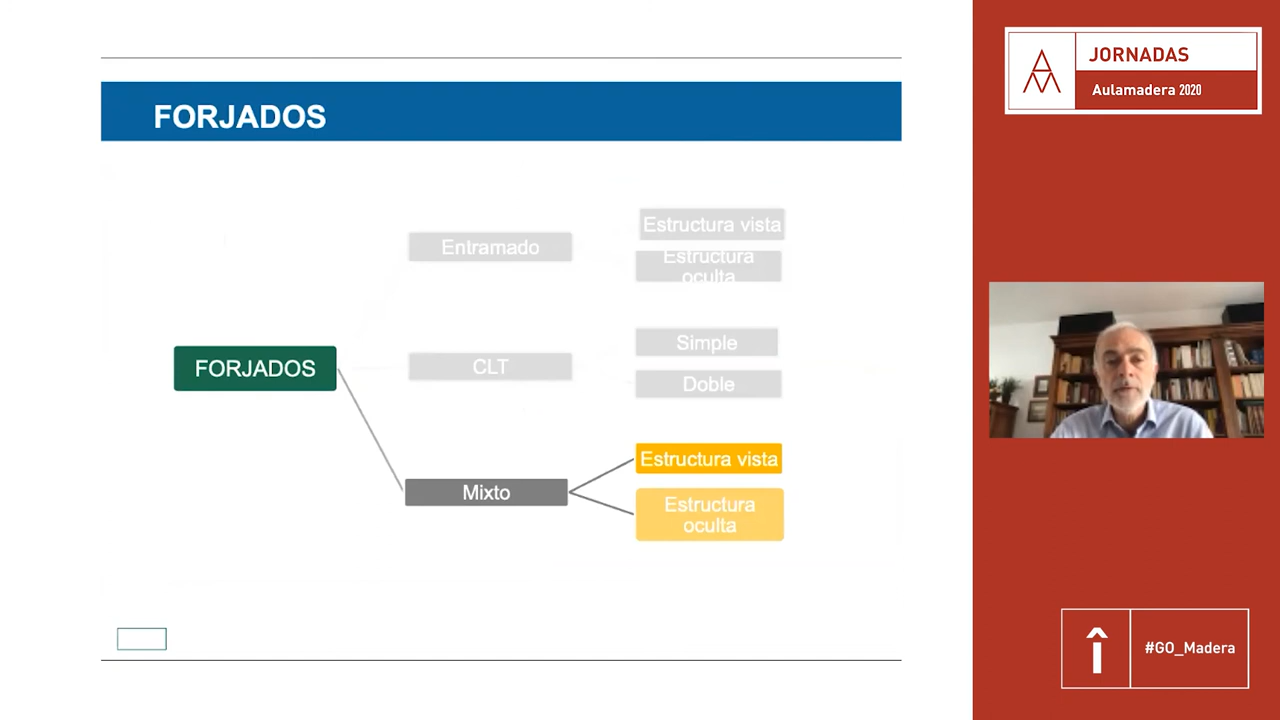 FORJADOS
Entramado
Estructura vista
Estructura
oculta
FORJADOS
CLT
Simple
Doble
Mixto
Estructura vista
Estructura
oculta
JORNADAS
Aulamadera 2020
#GO_Madera